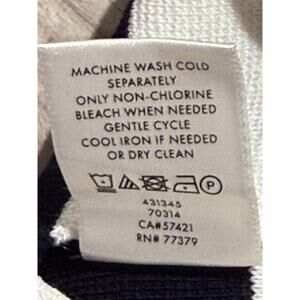 MACHINE WASH COLD
SEPARATELY
ONLY NON-CHLORINE
BLEACH WHEN NEEDED
GENTLE CYCLE
COOL IRON IF NEEDED
OR DRY CLEAN
P
431345
70314
CA#57421
RN# 77379